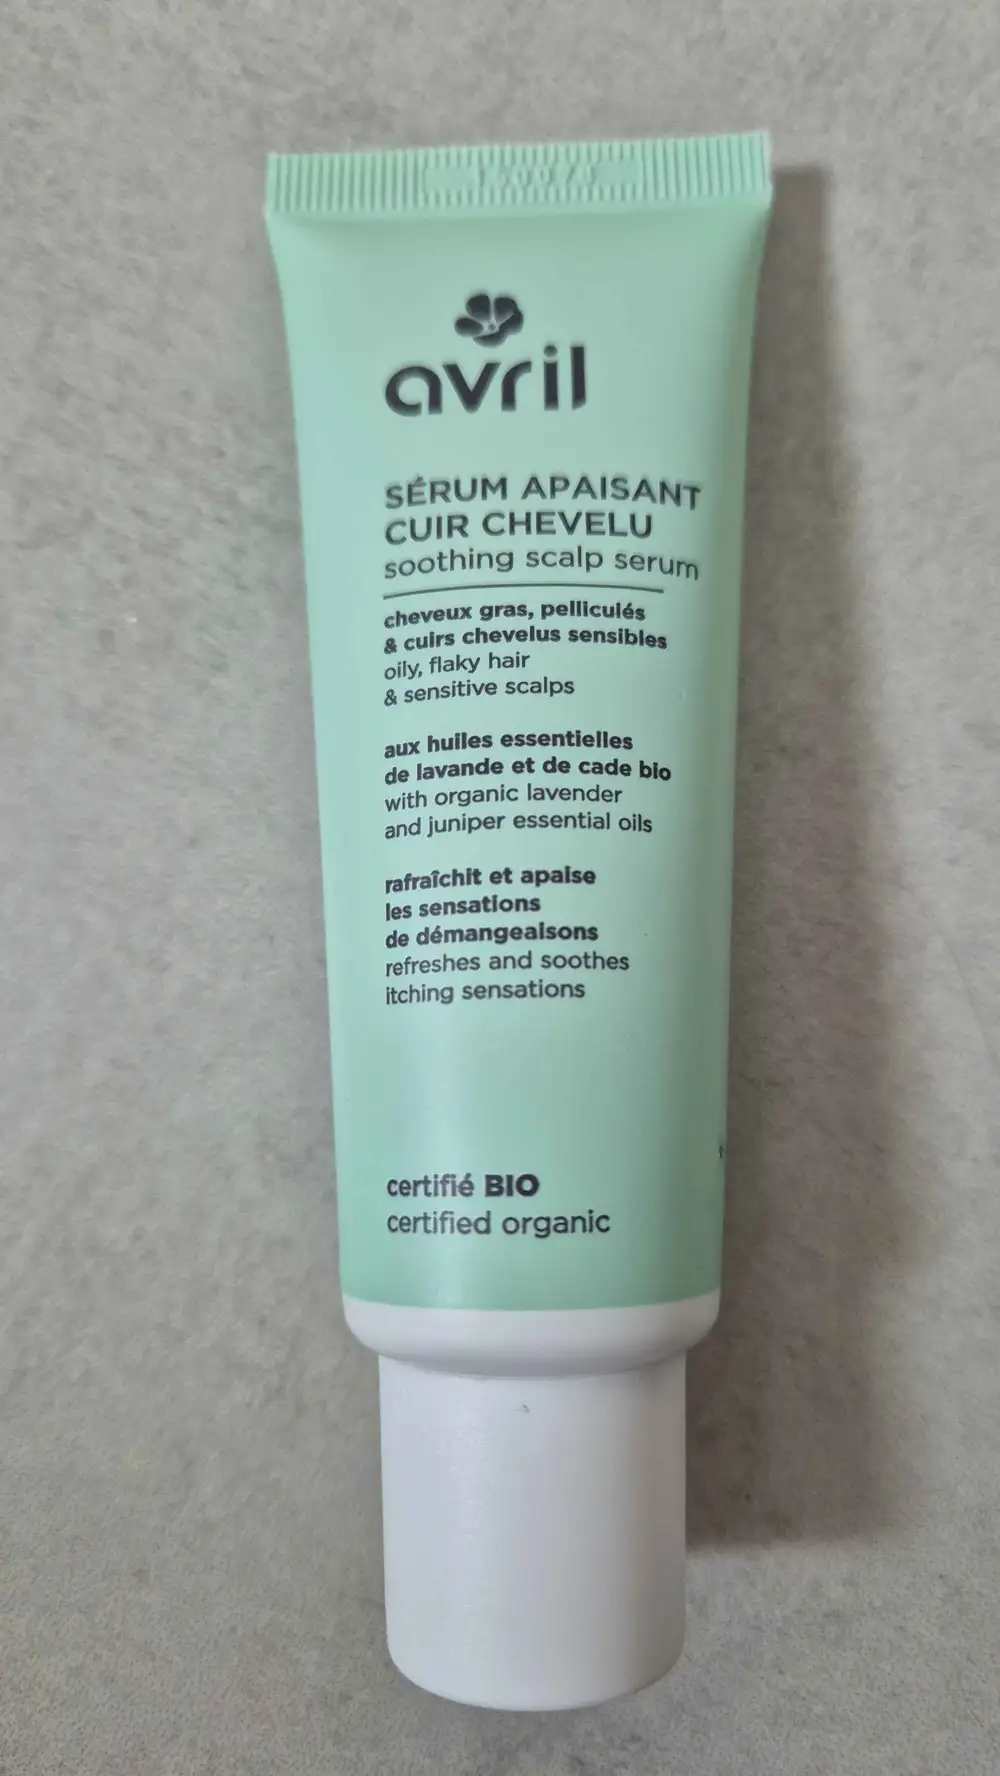 avril
SÉRUM APAISANT
CUIR CHEVELU
soothing scalp serum
cheveux gras, pelliculés
& cuirs chevelus sensibles
oily, flaky hair
& sensitive scalps
aux huiles essentielles
de lavande et de cade bio
with organic lavender
and juniper essential oils
rafraîchit et apaise
les sensations
de démangeaisons
refreshes and soothes
itching sensations
certifié BIO
certified organic